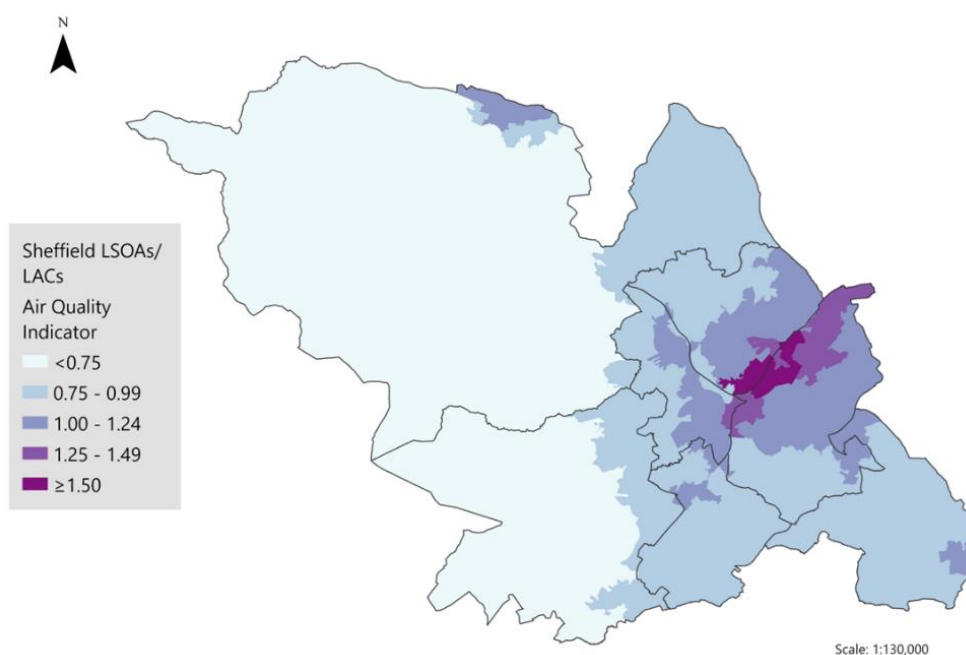 N
Sheffield LSOAs/
LACs
Air Quality
Indicator
<0.75
0.75 - 0.99
1.00 - 1.24
1.25 - 1.49
≥1.50
Scale: 1:130,000